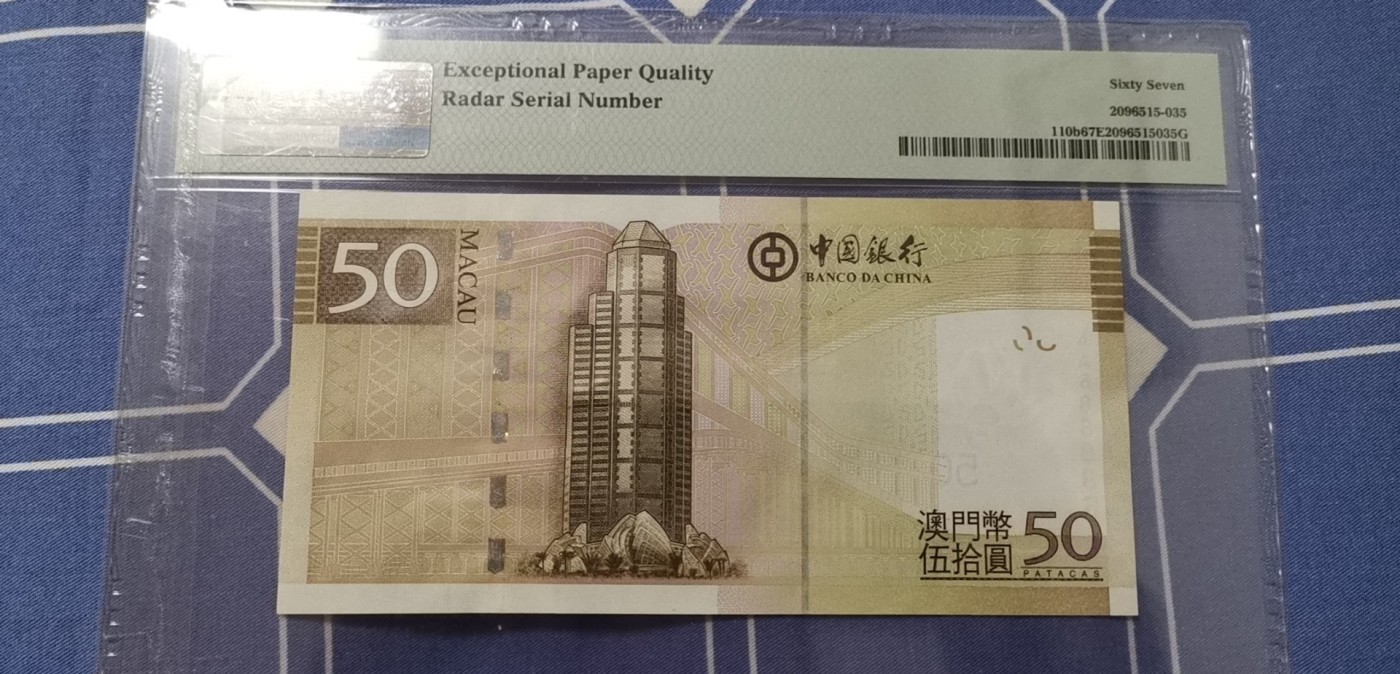 Exceptional Paper Quality
Radar Serial Number
Sixty Seven
2096515-035
110b67E2096515035G
50
MACAU
中國銀行
BANCO DA CHINA
澳門幣
伍拾圓
50
PATACAS